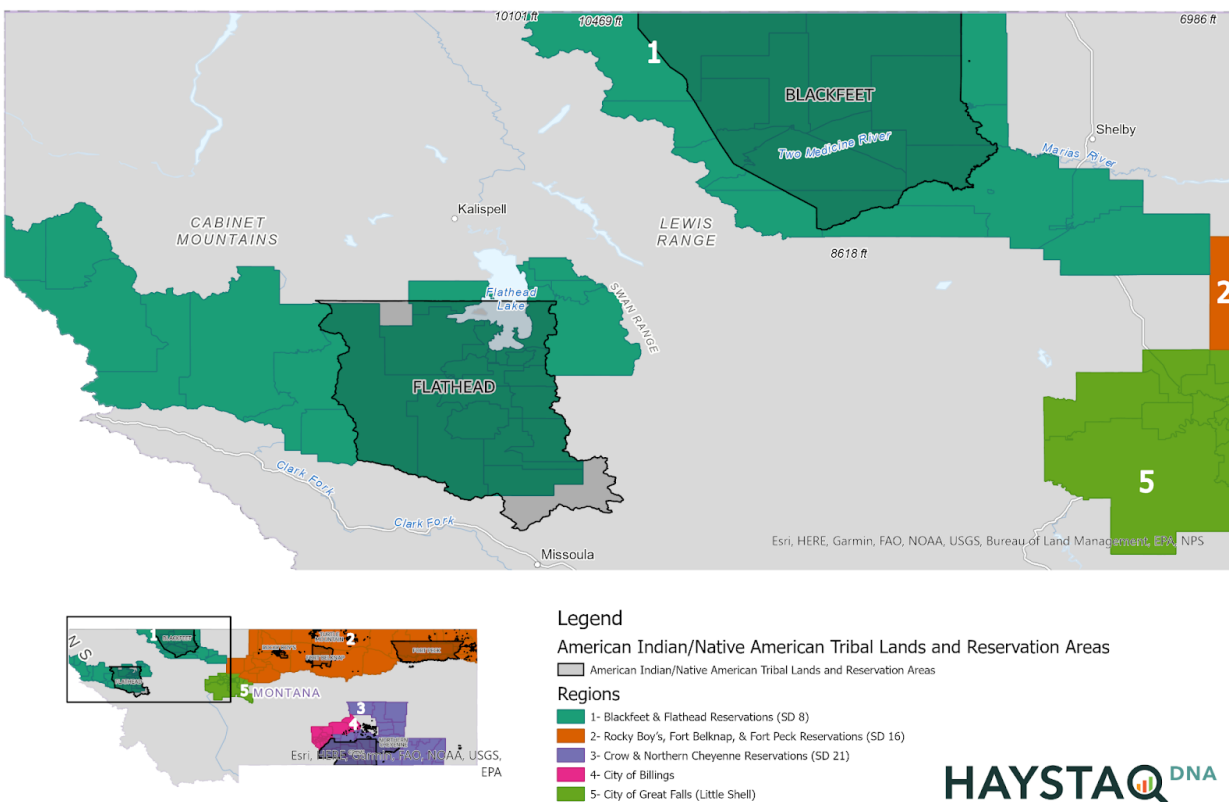 10101 ft
10469 ft
6986 ft
1
BLACKFEET
Two Medicine River
Shelby
Marias River
CABINET
MOUNTAINS
Kalispell
LEWIS
RANGE
8618 ft
2
Flathead
Lake
SWAN RANGE
FLATHEAD
5
Clark Fork
Clark Fork
Missoula
Esri, HERE, Garmin, FAO, NOAA, USGS, Bureau of Land Management, EPA, NPS
N S
1
BLACKFEET
2
FORT BELKNAP
FORT PECK
FLATHEAD
5
MONTANA
3
4
Esri, HERE, Garmin, FAO, NOAA, USGS,
EPA
Legend
American Indian/Native American Tribal Lands and Reservation Areas
American Indian/Native American Tribal Lands and Reservation Areas
Regions
1- Blackfeet & Flathead Reservations (SD 8)
2- Rocky Boy's, Fort Belknap, & Fort Peck Reservations (SD 16)
3- Crow & Northern Cheyenne Reservations (SD 21)
4- City of Billings
5- City of Great Falls (Little Shell)
HAYSTAQ DNA